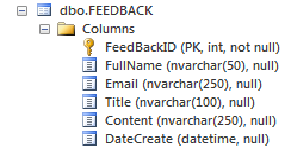 dbo.FEEDBACK
Columns
FeedBackID (PK, int, not null)
FullName (nvarchar(50), null)
Email (nvarchar(250), null)
Title (nvarchar(100), null)
Content (nvarchar(250), null)
DateCreate (datetime, null)